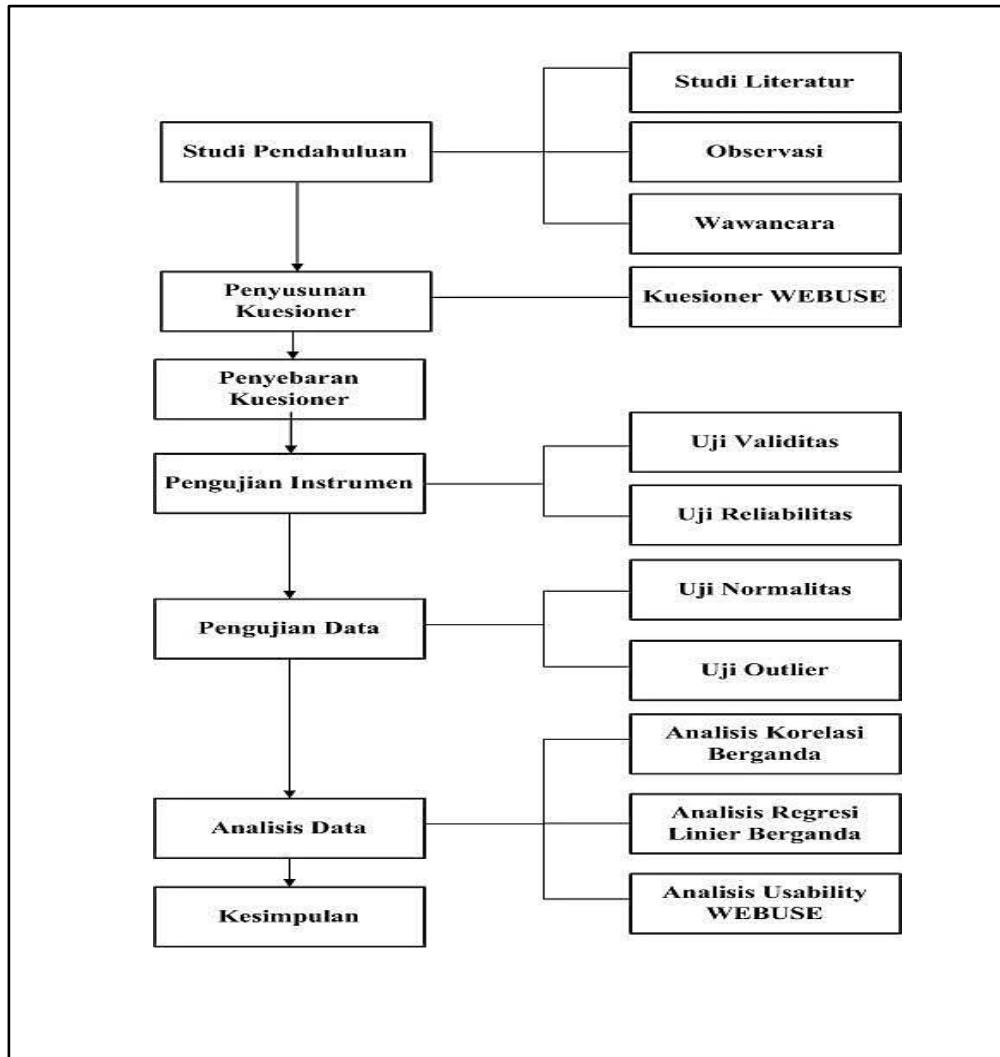 Studi Literatur
Studi Pendahuluan
Observasi
Wawancara
Penyusunan
Kuesioner
Kuesioner WEBUSE
Penyebaran
Kuesioner
Uji Validitas
Pengujian Instrumen
Uji Reliabilitas
Uji Normalitas
Pengujian Data
Uji Outlier
Analisis Korelasi
Berganda
Analisis Data
Analisis Regresi
Linier Berganda
Analisis Usability
WEBUSE
Kesimpulan